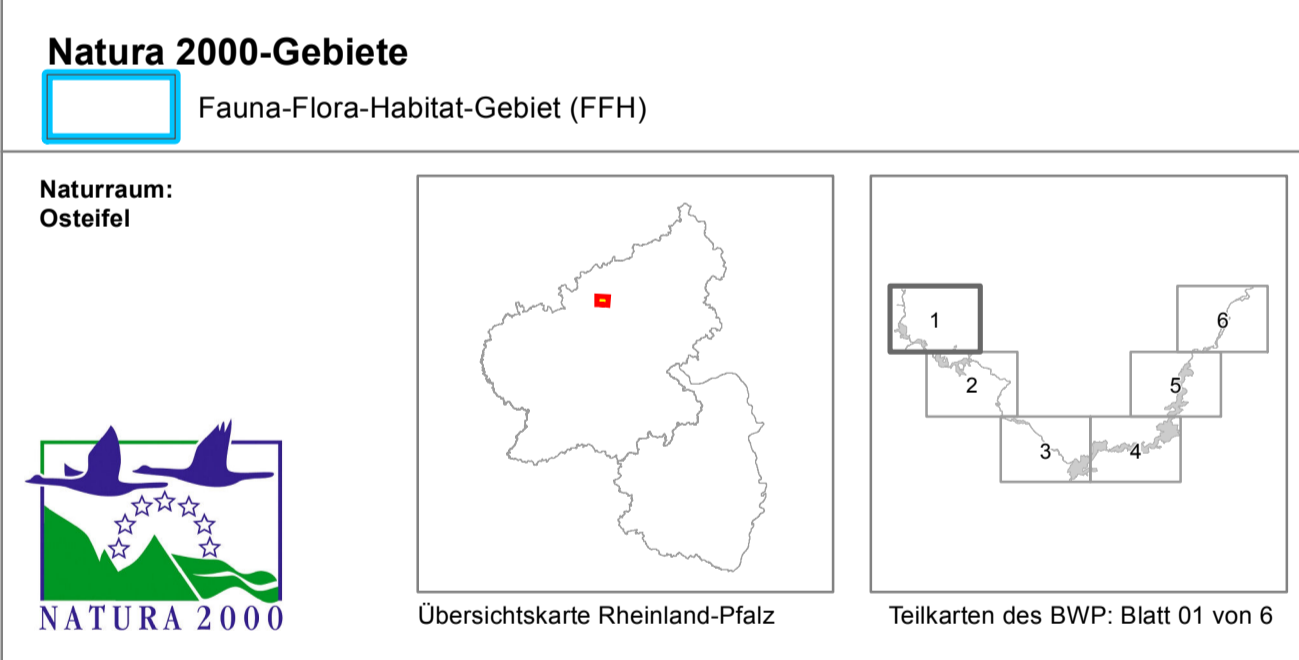 Natura 2000-Gebiete
Fauna-Flora-Habitat-Gebiet (FFH)
Naturraum:
Osteifel
NATURA 2000
Übersichtskarte Rheinland-Pfalz
1
2
3
4
5
6
Teilkarten des BWP: Blatt 01 von 6